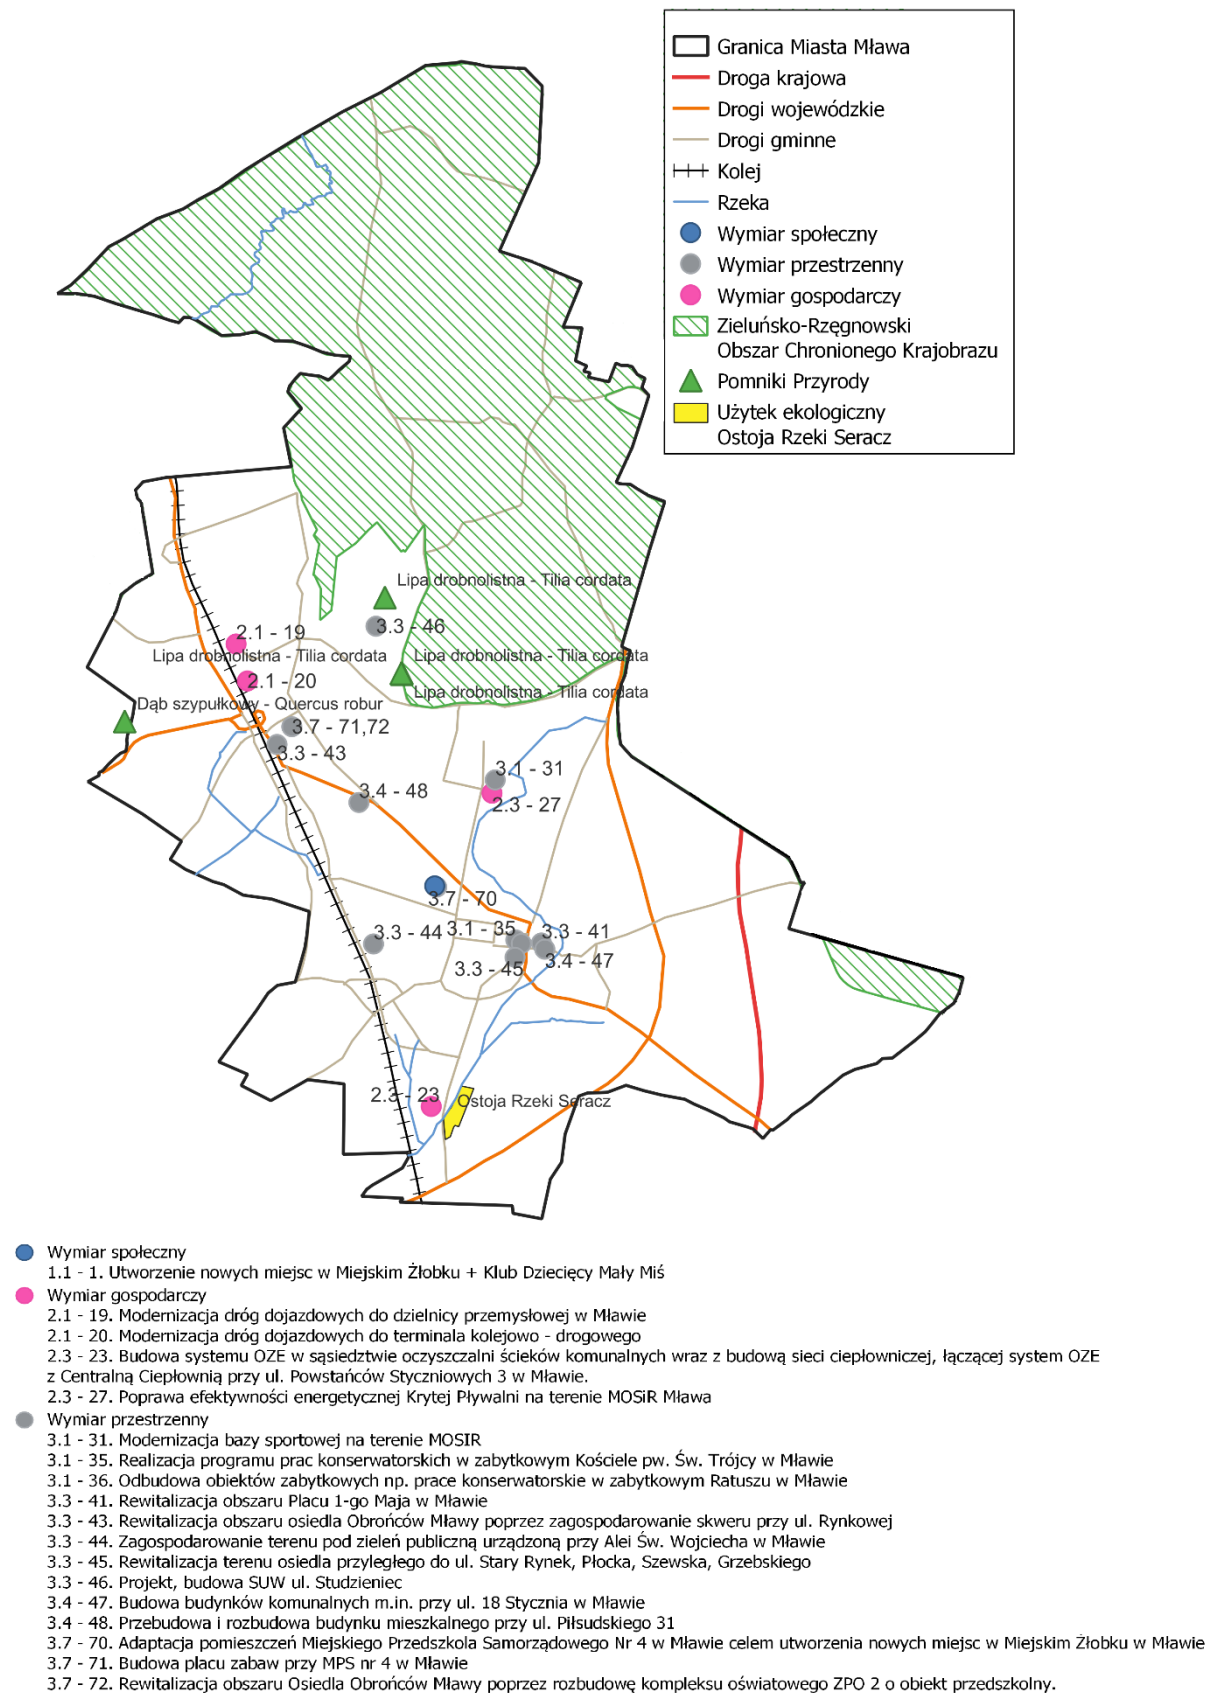 Granica Miasta Mława
Droga krajowa
Drogi wojewódzkie
Drogi gminne
Kolej
Rzeka
Wymiar społeczny
Wymiar przestrzenny
Wymiar gospodarczy
Zieluńsko-Rzęgnowski
Obszar Chronionego Krajobrazu
Pomniki Przyrody
Użytek ekologiczny
Ostoja Rzeki Seracz
Lipa drobnolistna - Tilia cordata
3.3 - 46
2.1 - 19
Lipa drobnolistna - Tilia cordata
Lipa drobnolistna - Tilia cordata
2.1 - 20
Lipa drobnolistna - Tilia cordata
Dąb szypułkowy - Quercus robur
3.7 - 71,72
3.3 - 43
3.1 - 31
3.4 - 48
2.3 - 27
3.7 - 70
3.3 - 44
3.1 - 35
3.3 - 41
3.3 - 45
3.4 - 47
2.3 - 23
Ostoja Rzeki Seracz
Wymiar społeczny
1.1 - 1. Utworzenie nowych miejsc w Miejskim Żłobku + Klub Dziecięcy Mały Miś
Wymiar gospodarczy
2.1 - 19. Modernizacja dróg dojazdowych do dzielnicy przemysłowej w Mławie
2.1 - 20. Modernizacja dróg dojazdowych do terminala kolejowo - drogowego
2.3 - 23. Budowa systemu OZE w sąsiedztwie oczyszczalni ścieków komunalnych wraz z budową sieci ciepłowniczej, łączącej system OZE
z Centralną Ciepłownią przy ul. Powstańców Styczniowych 3 w Mławie.
2.3 - 27. Poprawa efektywności energetycznej Krytej Pływalni na terenie MOSiR Mława
Wymiar przestrzenny
3.1 - 31. Modernizacja bazy sportowej na terenie MOSIR
3.1 - 35. Realizacja programu prac konserwatorskich w zabytkowym Kościele pw. Św. Trójcy w Mławie
3.1 - 36. Odbudowa obiektów zabytkowych np. prace konserwatorskie w zabytkowym Ratuszu w Mławie
3.3 - 41. Rewitalizacja obszaru Placu 1-go Maja w Mławie
3.3 - 43. Rewitalizacja obszaru osiedla Obrońców Mławy poprzez zagospodarowanie skweru przy ul. Rynkowej
3.3 - 44. Zagospodarowanie terenu pod zieleń publiczną urządzoną przy Alei Św. Wojciecha w Mławie
3.3 - 45. Rewitalizacja terenu osiedla przyległego do ul. Stary Rynek, Płocka, Szewska, Grzebskiego
3.3 - 46. Projekt, budowa SUW ul. Studzieniec
3.4 - 47. Budowa budynków komunalnych m.in. przy ul. 18 Stycznia w Mławie
3.4 - 48. Przebudowa i rozbudowa budynku mieszkalnego przy ul. Piłsudskiego 31
3.7 - 70. Adaptacja pomieszczeń Miejskiego Przedszkola Samorządowego Nr 4 w Mławie celem utworzenia nowych miejsc w Miejskim Żłobku w Mławie
3.7 - 71. Budowa placu zabaw przy MPS nr 4 w Mławie
3.7 - 72. Rewitalizacja obszaru Osiedla Obrońców Mławy poprzez rozbudowę kompleksu oświatowego ZPO 2 o obiekt przedszkolny.